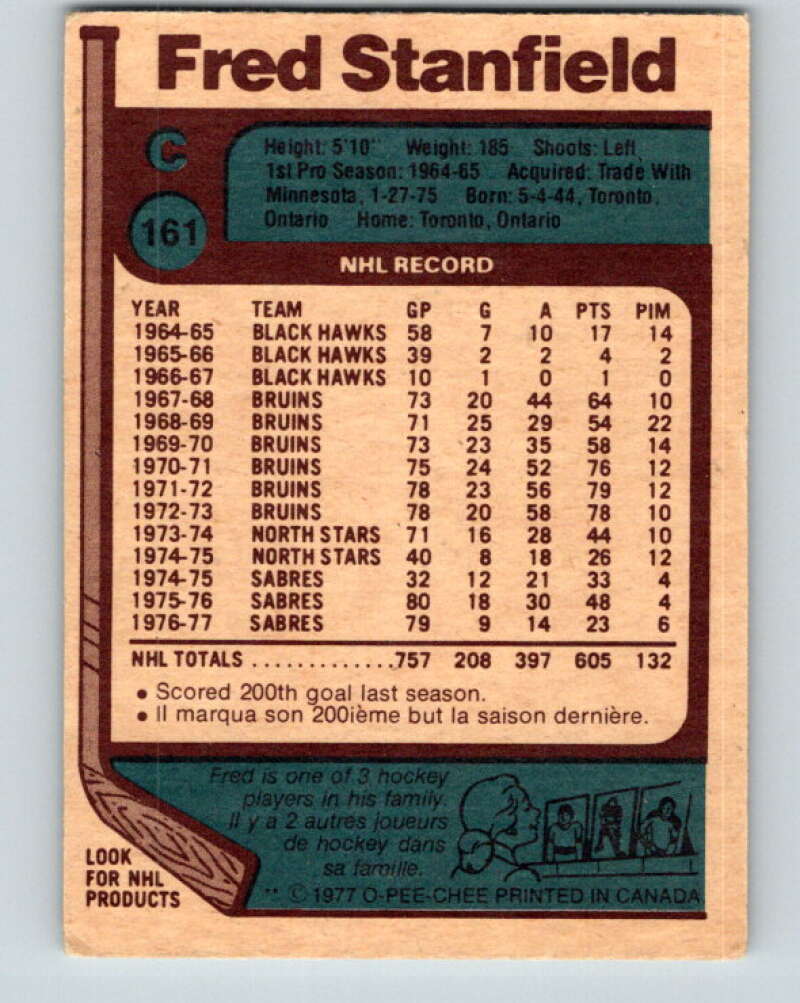 Fred Stanfield
C
Height: 5'10" Weight: 185 Shoots: Left
1st Pro Season: 1964-65 Acquired: Trade With
Minnesota, 1-27-75 Born: 5-4-44, Toronto,
Ontario Home: Toronto, Ontario
161
NHL RECORD
YEAR TEAM GP G A PTS PIM
1964-65 BLACK HAWKS 58 7 10 17 14
1965-66 BLACK HAWKS 39 2 2 4 2
1966-67 BLACK HAWKS 10 1 0 1 0
1967-68 BRUINS 73 20 44 64 10
1968-69 BRUINS 71 25 29 54 22
1969-70 BRUINS 73 23 35 58 14
1970-71 BRUINS 75 24 52 76 12
1971-72 BRUINS 78 23 56 79 12
1972-73 BRUINS 78 20 58 78 10
1973-74 NORTH STARS 71 16 28 44 10
1974-75 NORTH STARS 40 8 18 26 12
1974-75 SABRES 32 12 21 33 4
1975-76 SABRES 80 18 30 48 4
1976-77 SABRES 79 9 14 23 6
NHL TOTALS .............757 208 397 605 132
• Scored 200th goal last season.
• Il marqua son 200ième but la saison dernière.
Fred is one of 3 hockey
players in his family.
Il y a 2 autres joueurs
de hockey dans
sa famille.
LOOK
FOR NHL
PRODUCTS
** © 1977 O-PEE-CHEE PRINTED IN CANADA